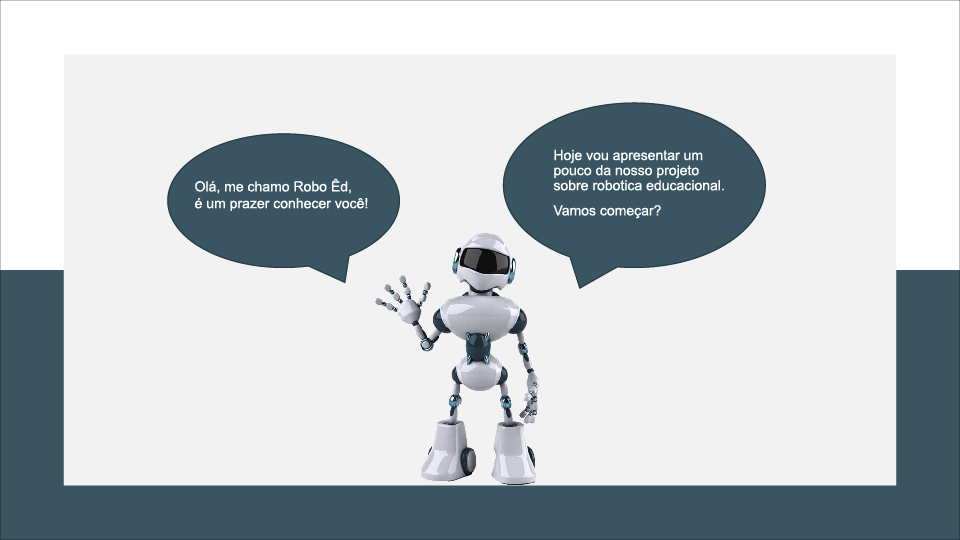 Olá, me chamo Robo Êd,
é um prazer conhecer você!
Hoje vou apresentar um
pouco da nosso projeto
sobre robotica educacional.
Vamos começar?